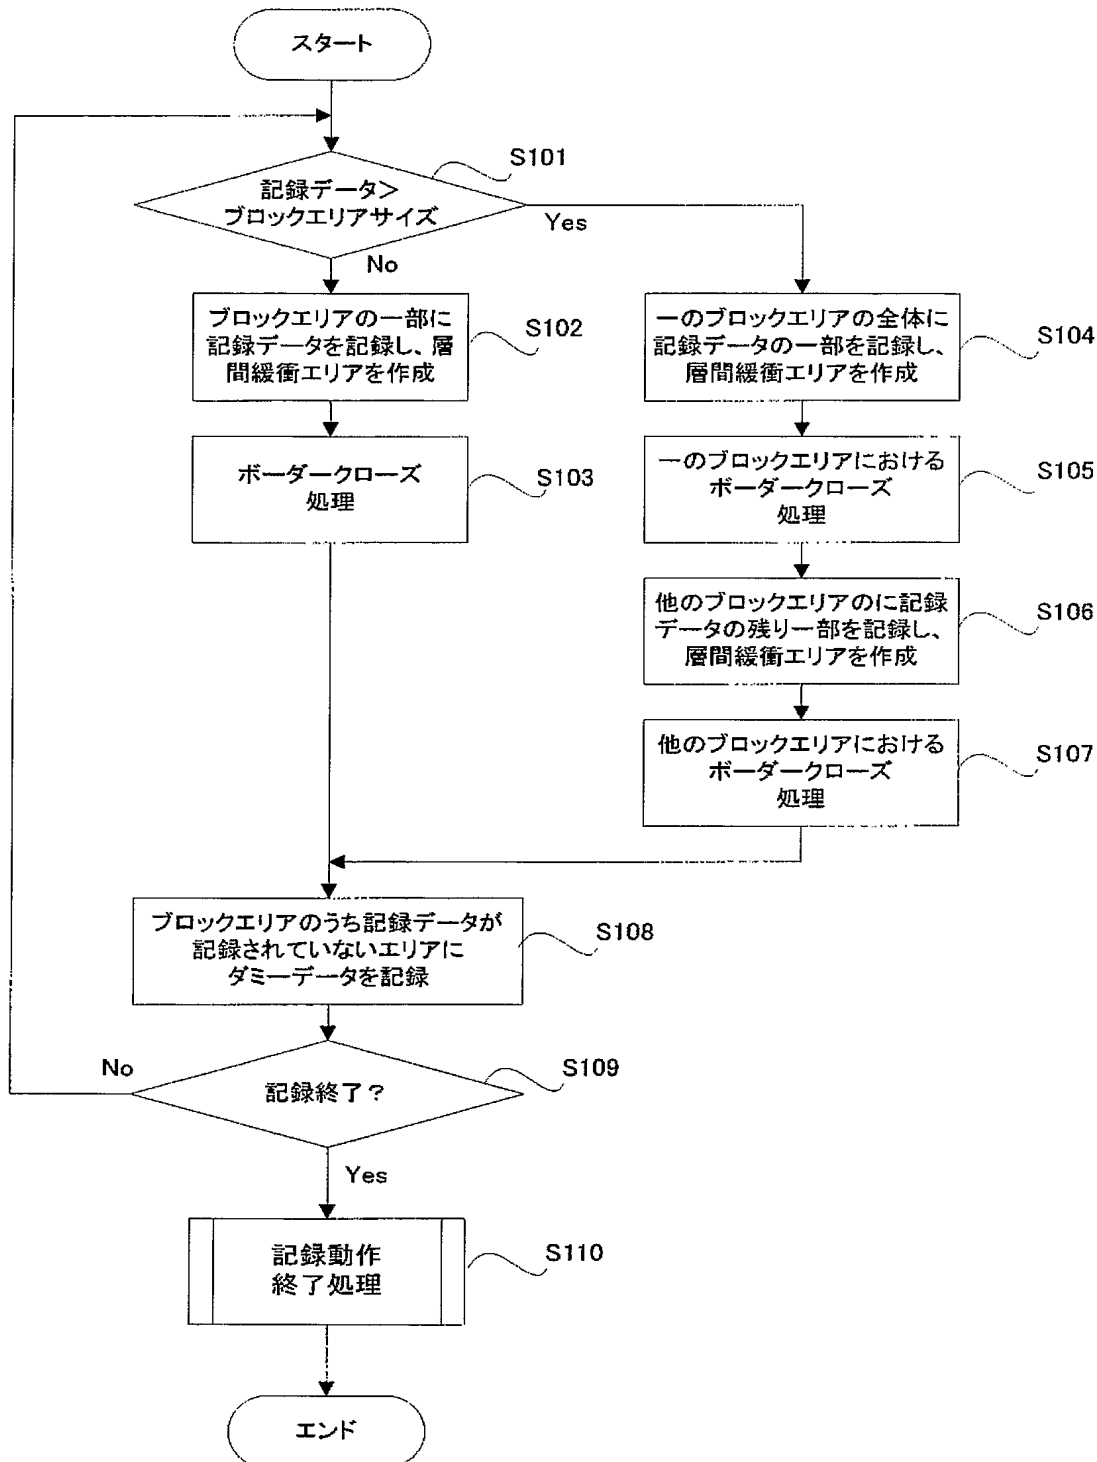 スタート
S101
記録データ＞
ブロックエリアサイズ
Yes
No
ブロックエリアの一部に
記録データを記録し、層
間緩衝エリアを作成
S102
一のブロックエリアの全体に
記録データの一部を記録し、
層間緩衝エリアを作成
S104
ボーダークローズ
処理
S103
一のブロックエリアにおける
ボーダークローズ
処理
S105
他のブロックエリアのに記録
データの残り一部を記録し、
層間緩衝エリアを作成
S106
他のブロックエリアにおける
ボーダークローズ
処理
S107
ブロックエリアのうち記録データが
記録されていないエリアに
ダミーデータを記録
S108
No
記録終了？
S109
Yes
記録動作
終了処理
S110
エンド